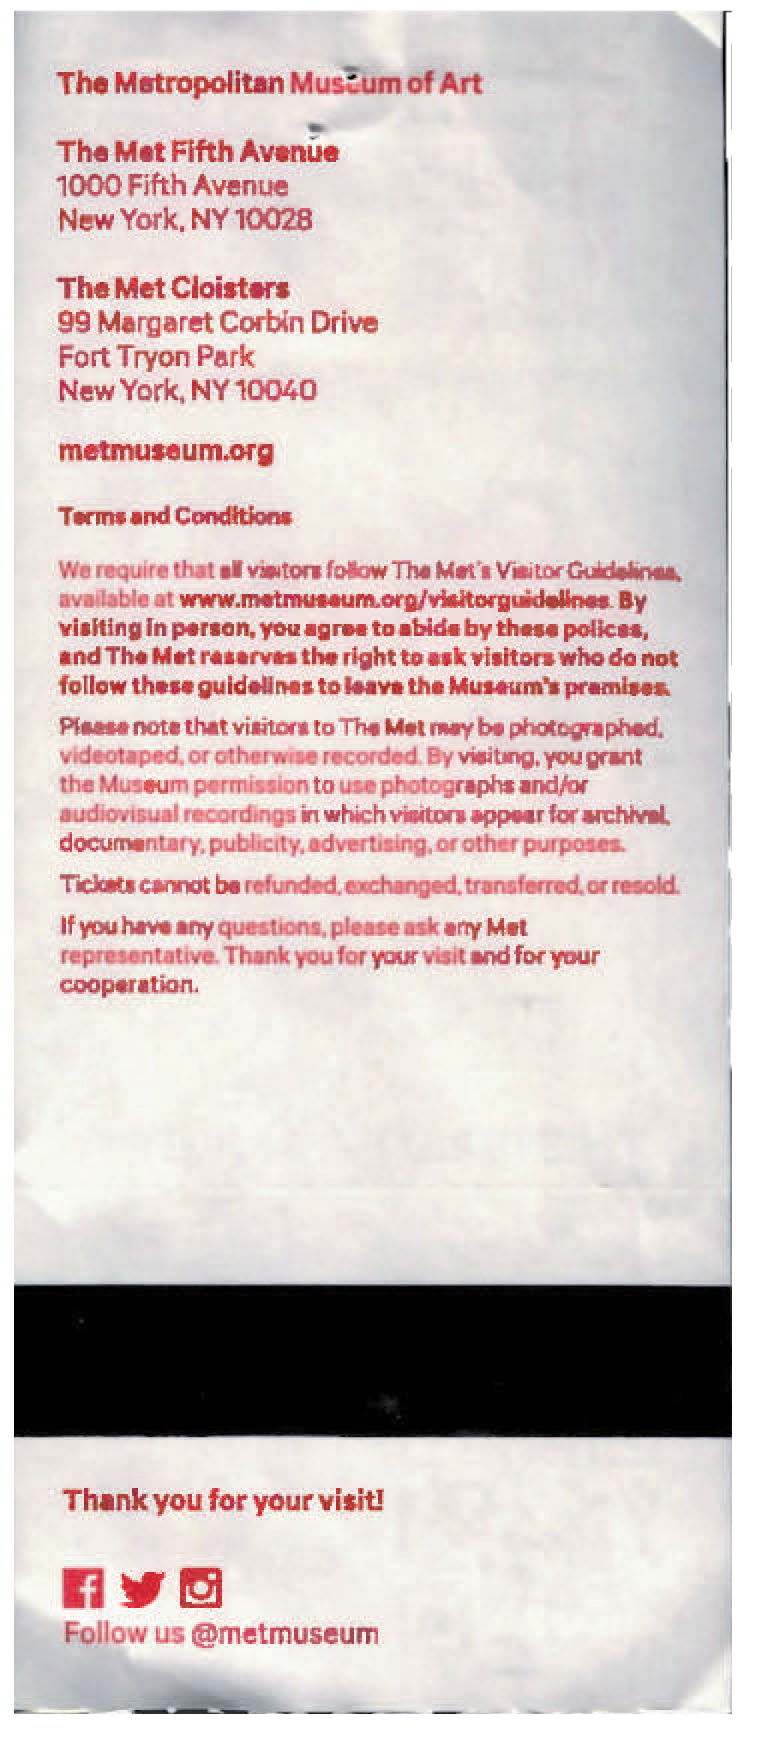 The Metropolitan Museum of Art
The Met Fifth Avenue
1000 Fifth Avenue
New York, NY 10028
The Met Cloisters
99 Margaret Corbin Drive
Fort Tryon Park
New York, NY 10040
metmuseum.org
Terms and Conditions
We require that all visitors follow The Met's Visitor Guidelines,
available at www.metmuseum.org/visitorguidelines. By
visiting in person, you agree to abide by these polices,
and The Met reserves the right to ask visitors who do not
follow these guidelines to leave the Museum's premises.
Please note that visitors to The Met may be photographed,
videotaped, or otherwise recorded. By visiting, you grant
the Museum permission to use photographs and/or
audiovisual recordings in which visitors appear for archival,
documentary, publicity, advertising, or other purposes.
Tickets cannot be refunded, exchanged, transferred, or resold.
If you have any questions, please ask any Met
representative. Thank you for your visit and for your
cooperation.
Thank you for your visit!
Follow us @metmuseum